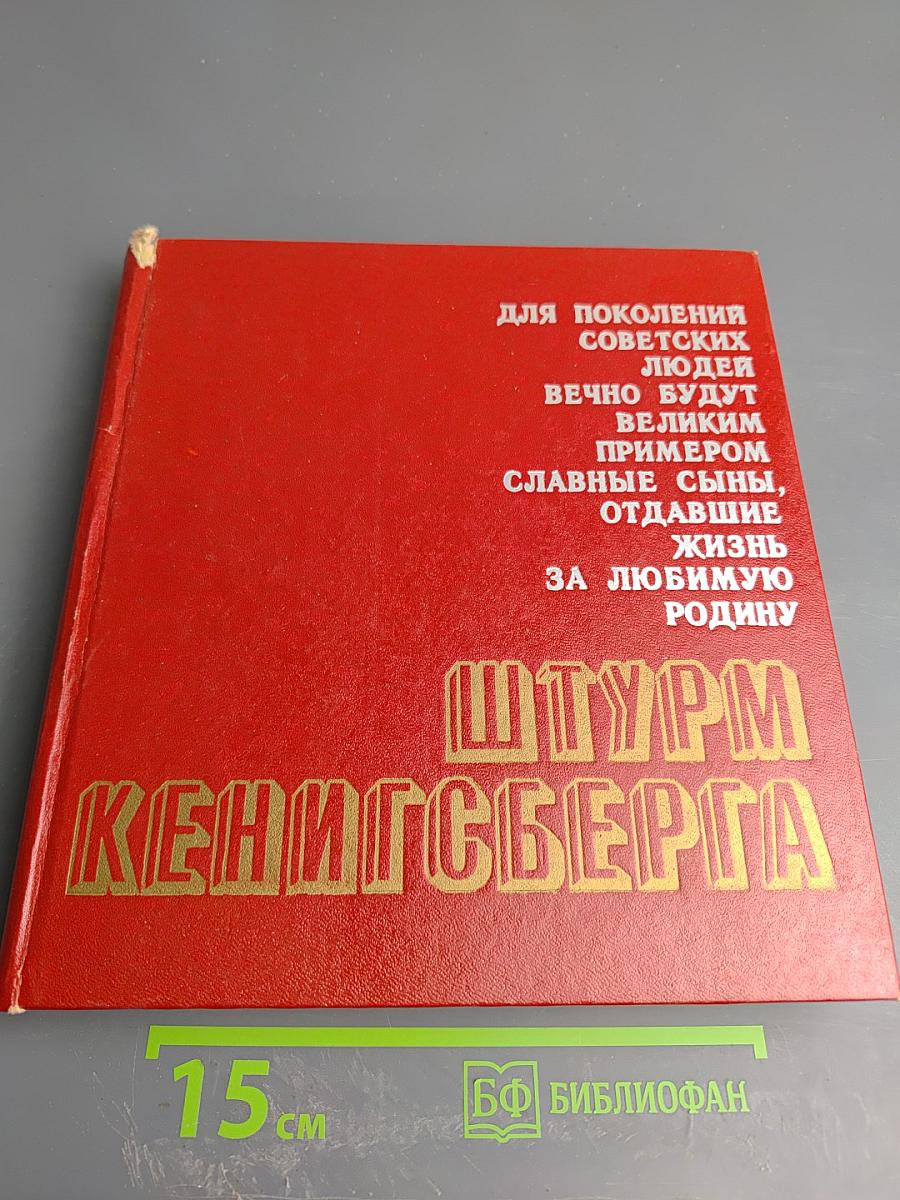 ДЛЯ ПОКОЛЕНИЙ
СОВЕТСКИХ
ЛЮДЕЙ
ВЕЧНО БУДУТ
ВЕЛИКИМ
ПРИМЕРОМ
СЛАВНЫЕ СЫНЫ,
ОТДАВШИЕ
ЖИЗНЬ
ЗА ЛЮБИМУЮ
РОДИНУ
ШТУРМ
КЕНИГСБЕРГА
15 см
БФ БИБЛИОФАН